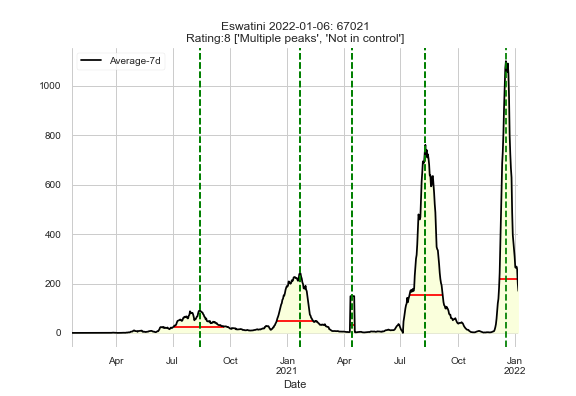 Eswatini 2022-01-06: 67021
Rating:8 ['Multiple peaks', 'Not in control']
Average-7d
1000
800
600
400
200
0
Apr Jul Oct Jan Apr Jul Oct Jan
2021 2022
Date